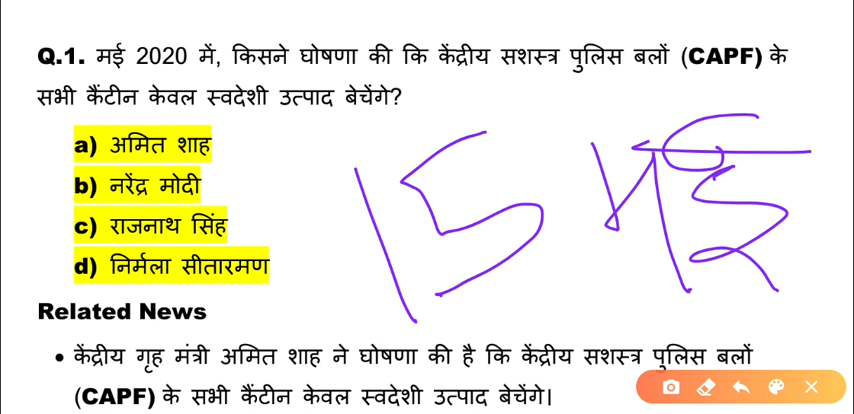 Q.1. मई 2020 में, किसने घोषणा की कि केंद्रीय सशस्त्र पुलिस बलों (CAPF) के
सभी कैंटीन केवल स्वदेशी उत्पाद बेचेंगे?
a) अमित शाह
b) नरेंद्र मोदी
c) राजनाथ सिंह
d) निर्मला सीतारमण
15 मई
Related News
• केंद्रीय गृह मंत्री अमित शाह ने घोषणा की है कि केंद्रीय सशस्त्र पुलिस बलों
(CAPF) के सभी कैंटीन केवल स्वदेशी उत्पाद बेचेंगे।